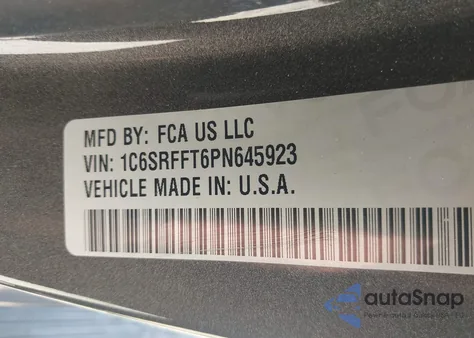 MFD BY: FCA US LLC
VIN: 1C6SRFFT6PN645923
VEHICLE MADE IN: U.S.A.
autoSnap